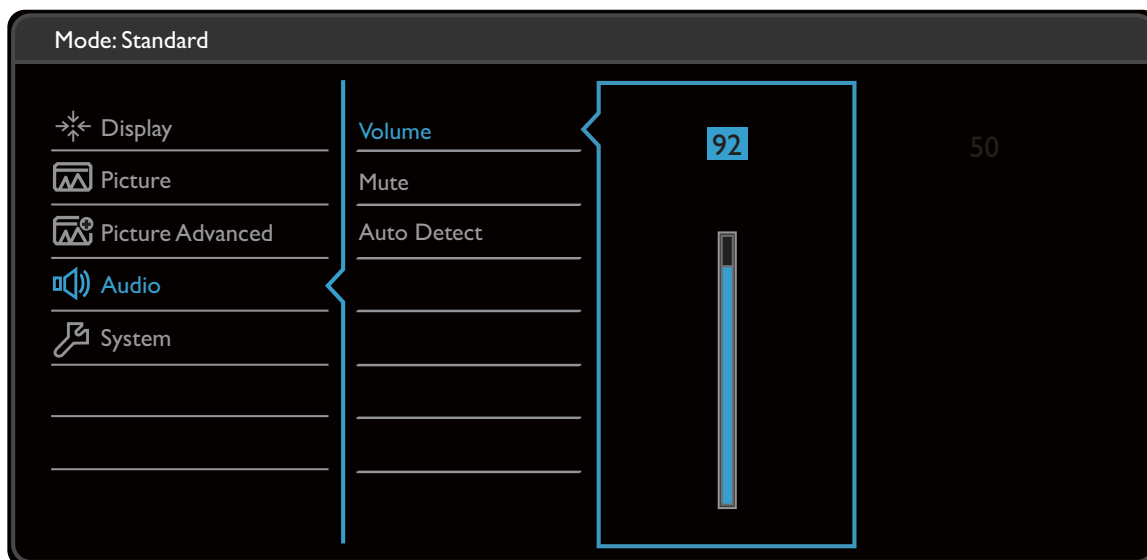 Mode: Standard
Display
Picture
Picture Advanced
Audio
System
Volume
Mute
Auto Detect
92
50